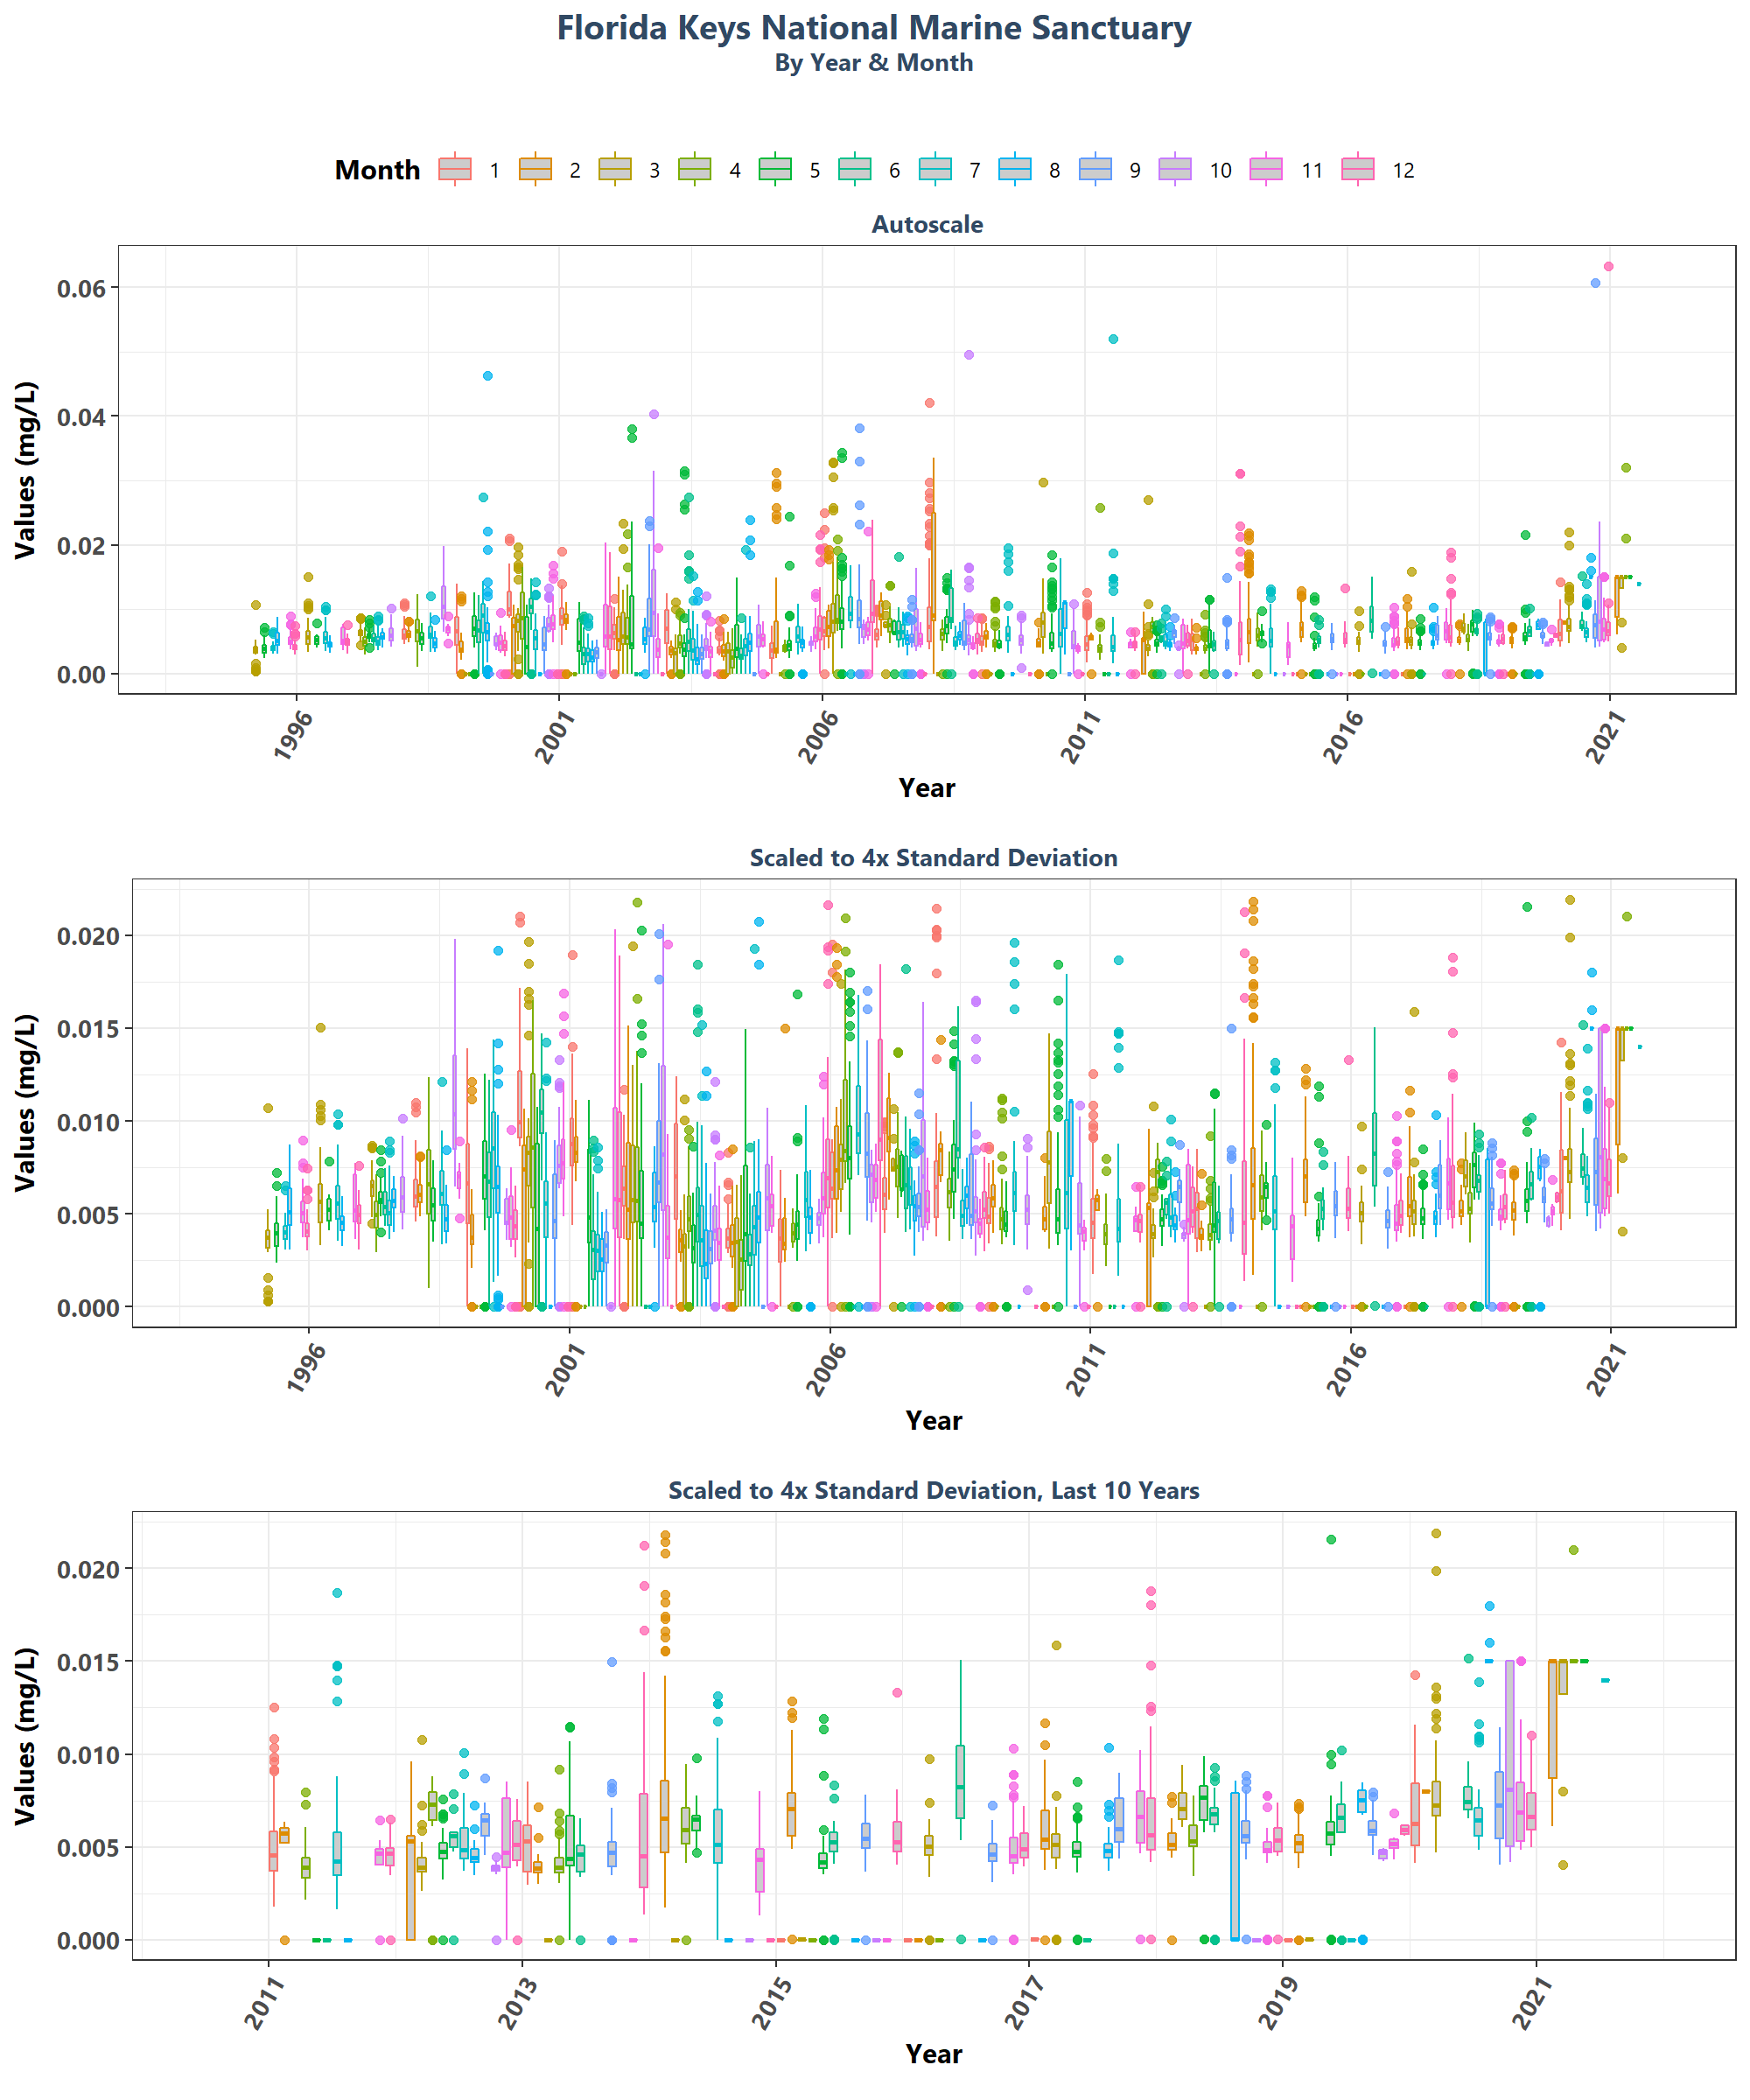 Florida Keys National Marine Sanctuary
By Year & Month
Month 1 2 3 4 5 6 7 8 9 10 11 12
Autoscale
Values (mg/L)
0.06
0.04
0.02
0.00
1996 2001 2006 2011 2016 2021
Year
Scaled to 4x Standard Deviation
Values (mg/L)
0.020
0.015
0.010
0.005
0.000
1996 2001 2006 2011 2016 2021
Year
Scaled to 4x Standard Deviation, Last 10 Years
Values (mg/L)
0.020
0.015
0.010
0.005
0.000
2011 2013 2015 2017 2019 2021
Year